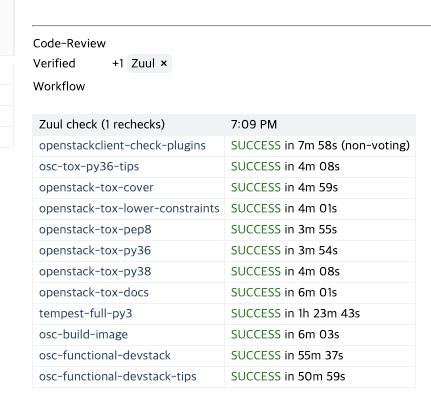 Code-Review
Verified +1 Zuul ×
Workflow
Zuul check (1 rechecks) 7:09 PM
openstackclient-check-plugins SUCCESS in 7m 58s (non-voting)
osc-tox-py36-tips SUCCESS in 4m 08s
openstack-tox-cover SUCCESS in 4m 59s
openstack-tox-lower-constraints SUCCESS in 4m 01s
openstack-tox-pep8 SUCCESS in 3m 55s
openstack-tox-py36 SUCCESS in 3m 54s
openstack-tox-py38 SUCCESS in 4m 08s
openstack-tox-docs SUCCESS in 6m 01s
tempest-full-py3 SUCCESS in 1h 23m 43s
osc-build-image SUCCESS in 6m 03s
osc-functional-devstack SUCCESS in 55m 37s
osc-functional-devstack-tips SUCCESS in 50m 59s